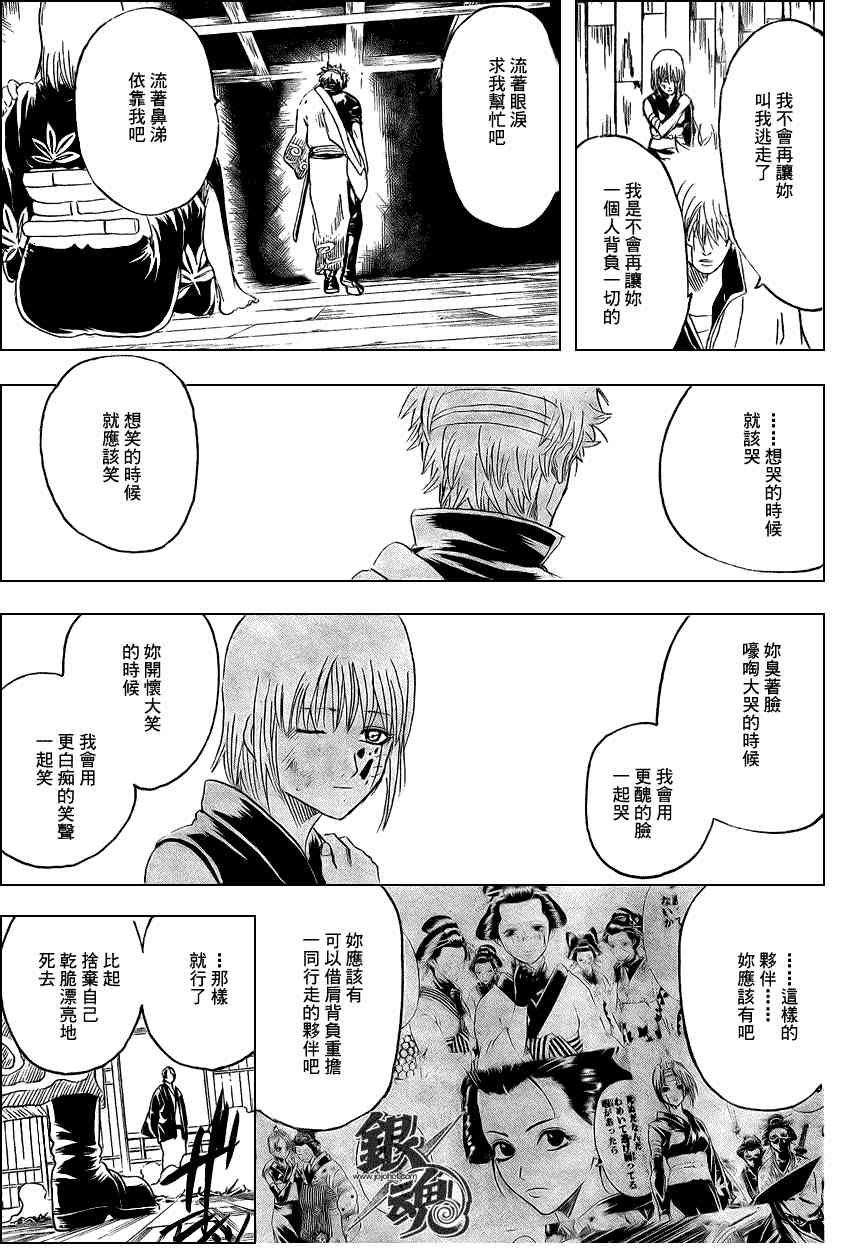 我不會再讓妳
叫我逃走了
我是不會再讓妳
一個人背負一切的
流著眼淚
求我幫忙吧
流著鼻涕
依靠我吧
……想哭的時候
就該哭
想笑的時候
就應該笑
妳臭著臉
嚎啕大哭的時候
我會用
更醜的臉
一起哭
妳開懷大笑
的時候
我會用
更白痴的笑聲
一起笑
……這樣的
夥伴……
妳應該有吧
妳應該有
可以借肩背負重擔
一同行走的夥伴吧
…那樣
就行了
比起
捨棄自己
乾脆漂亮地
死去
銀魂
www.jojohot.com